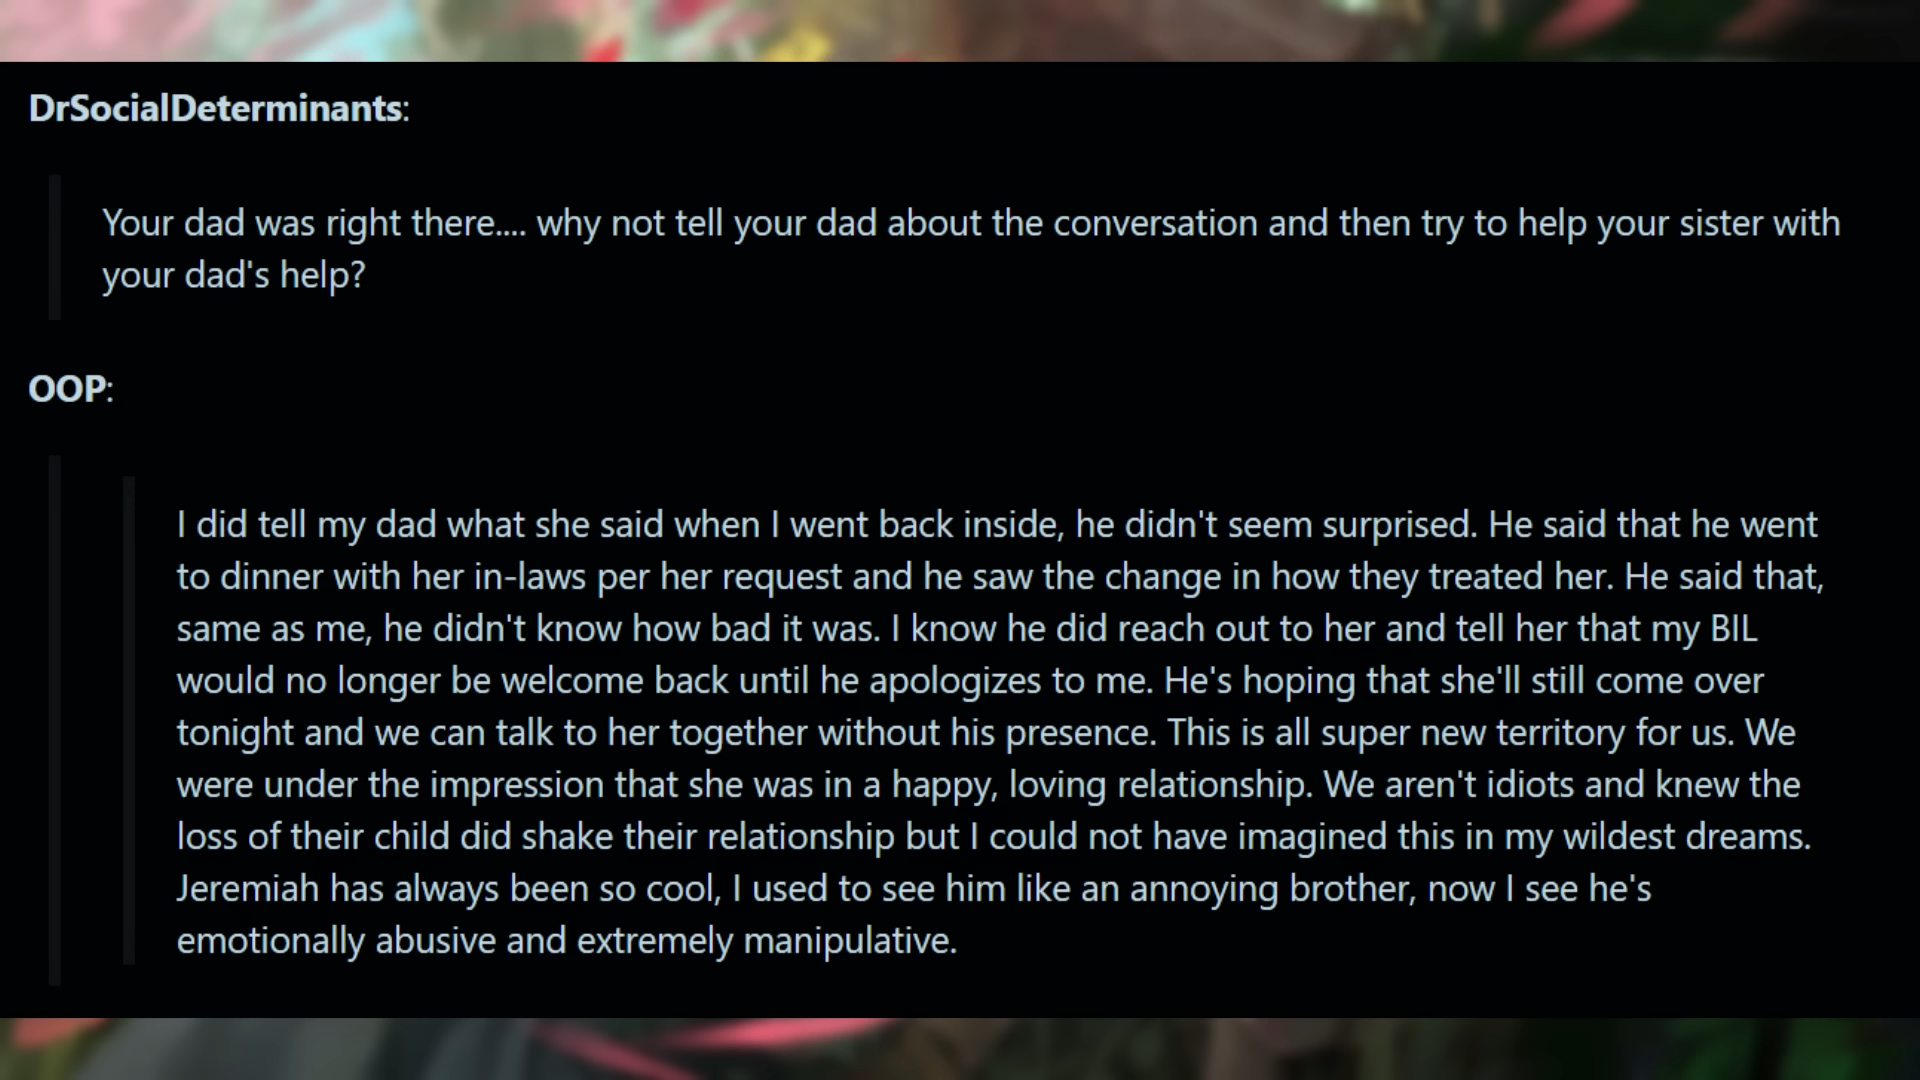 DrSocialDeterminants:
Your dad was right there.... why not tell your dad about the conversation and then try to help your sister with
your dad's help?
OOP:
I did tell my dad what she said when I went back inside, he didn't seem surprised. He said that he went
to dinner with her in-laws per her request and he saw the change in how they treated her. He said that,
same as me, he didn't know how bad it was. I know he did reach out to her and tell her that my BIL
would no longer be welcome back until he apologizes to me. He's hoping that she'll still come over
tonight and we can talk to her together without his presence. This is all super new territory for us. We
were under the impression that she was in a happy, loving relationship. We aren't idiots and knew the
loss of their child did shake their relationship but I could not have imagined this in my wildest dreams.
Jeremiah has always been so cool, I used to see him like an annoying brother, now I see he's
emotionally abusive and extremely manipulative.